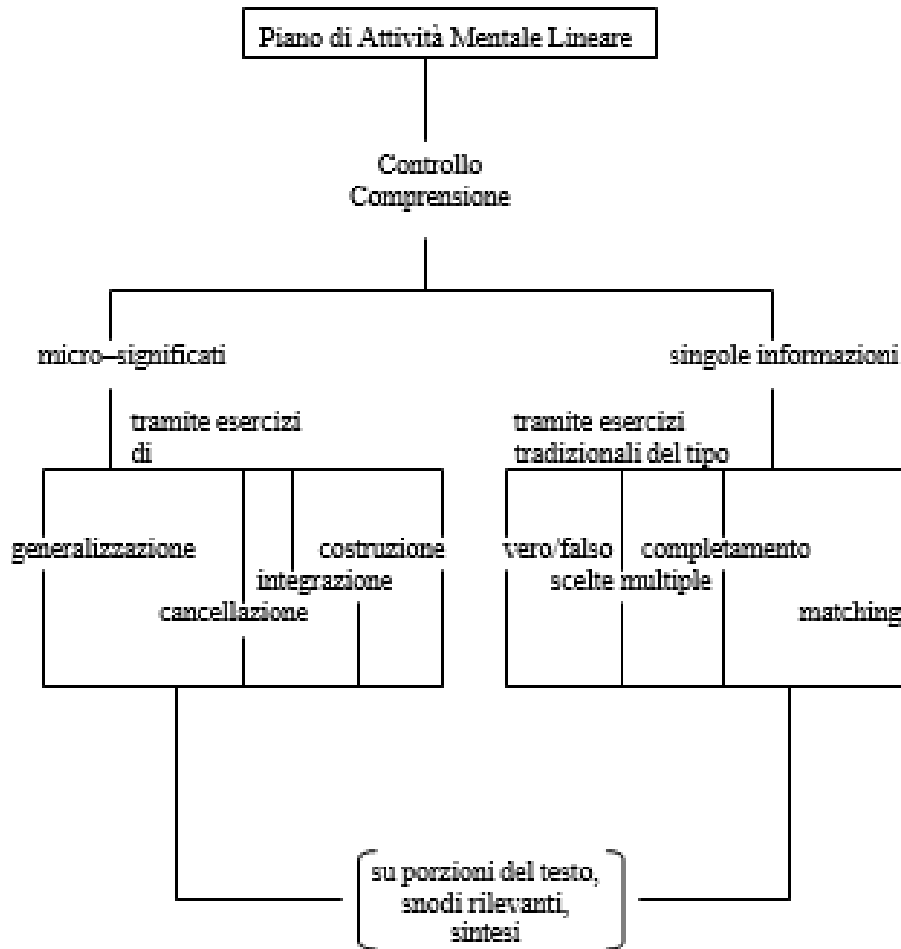 Piano di Attività Mentale Lineare
Controllo
Comprensione
micro–significati
singole informazioni
tramite esercizi
di
tramite esercizi
tradizionali del tipo
generalizzazione
costruzione
integrazione
cancellazione
vero/falso
completamento
scelte multiple
matching
su porzioni del testo,
snodi rilevanti,
sintesi